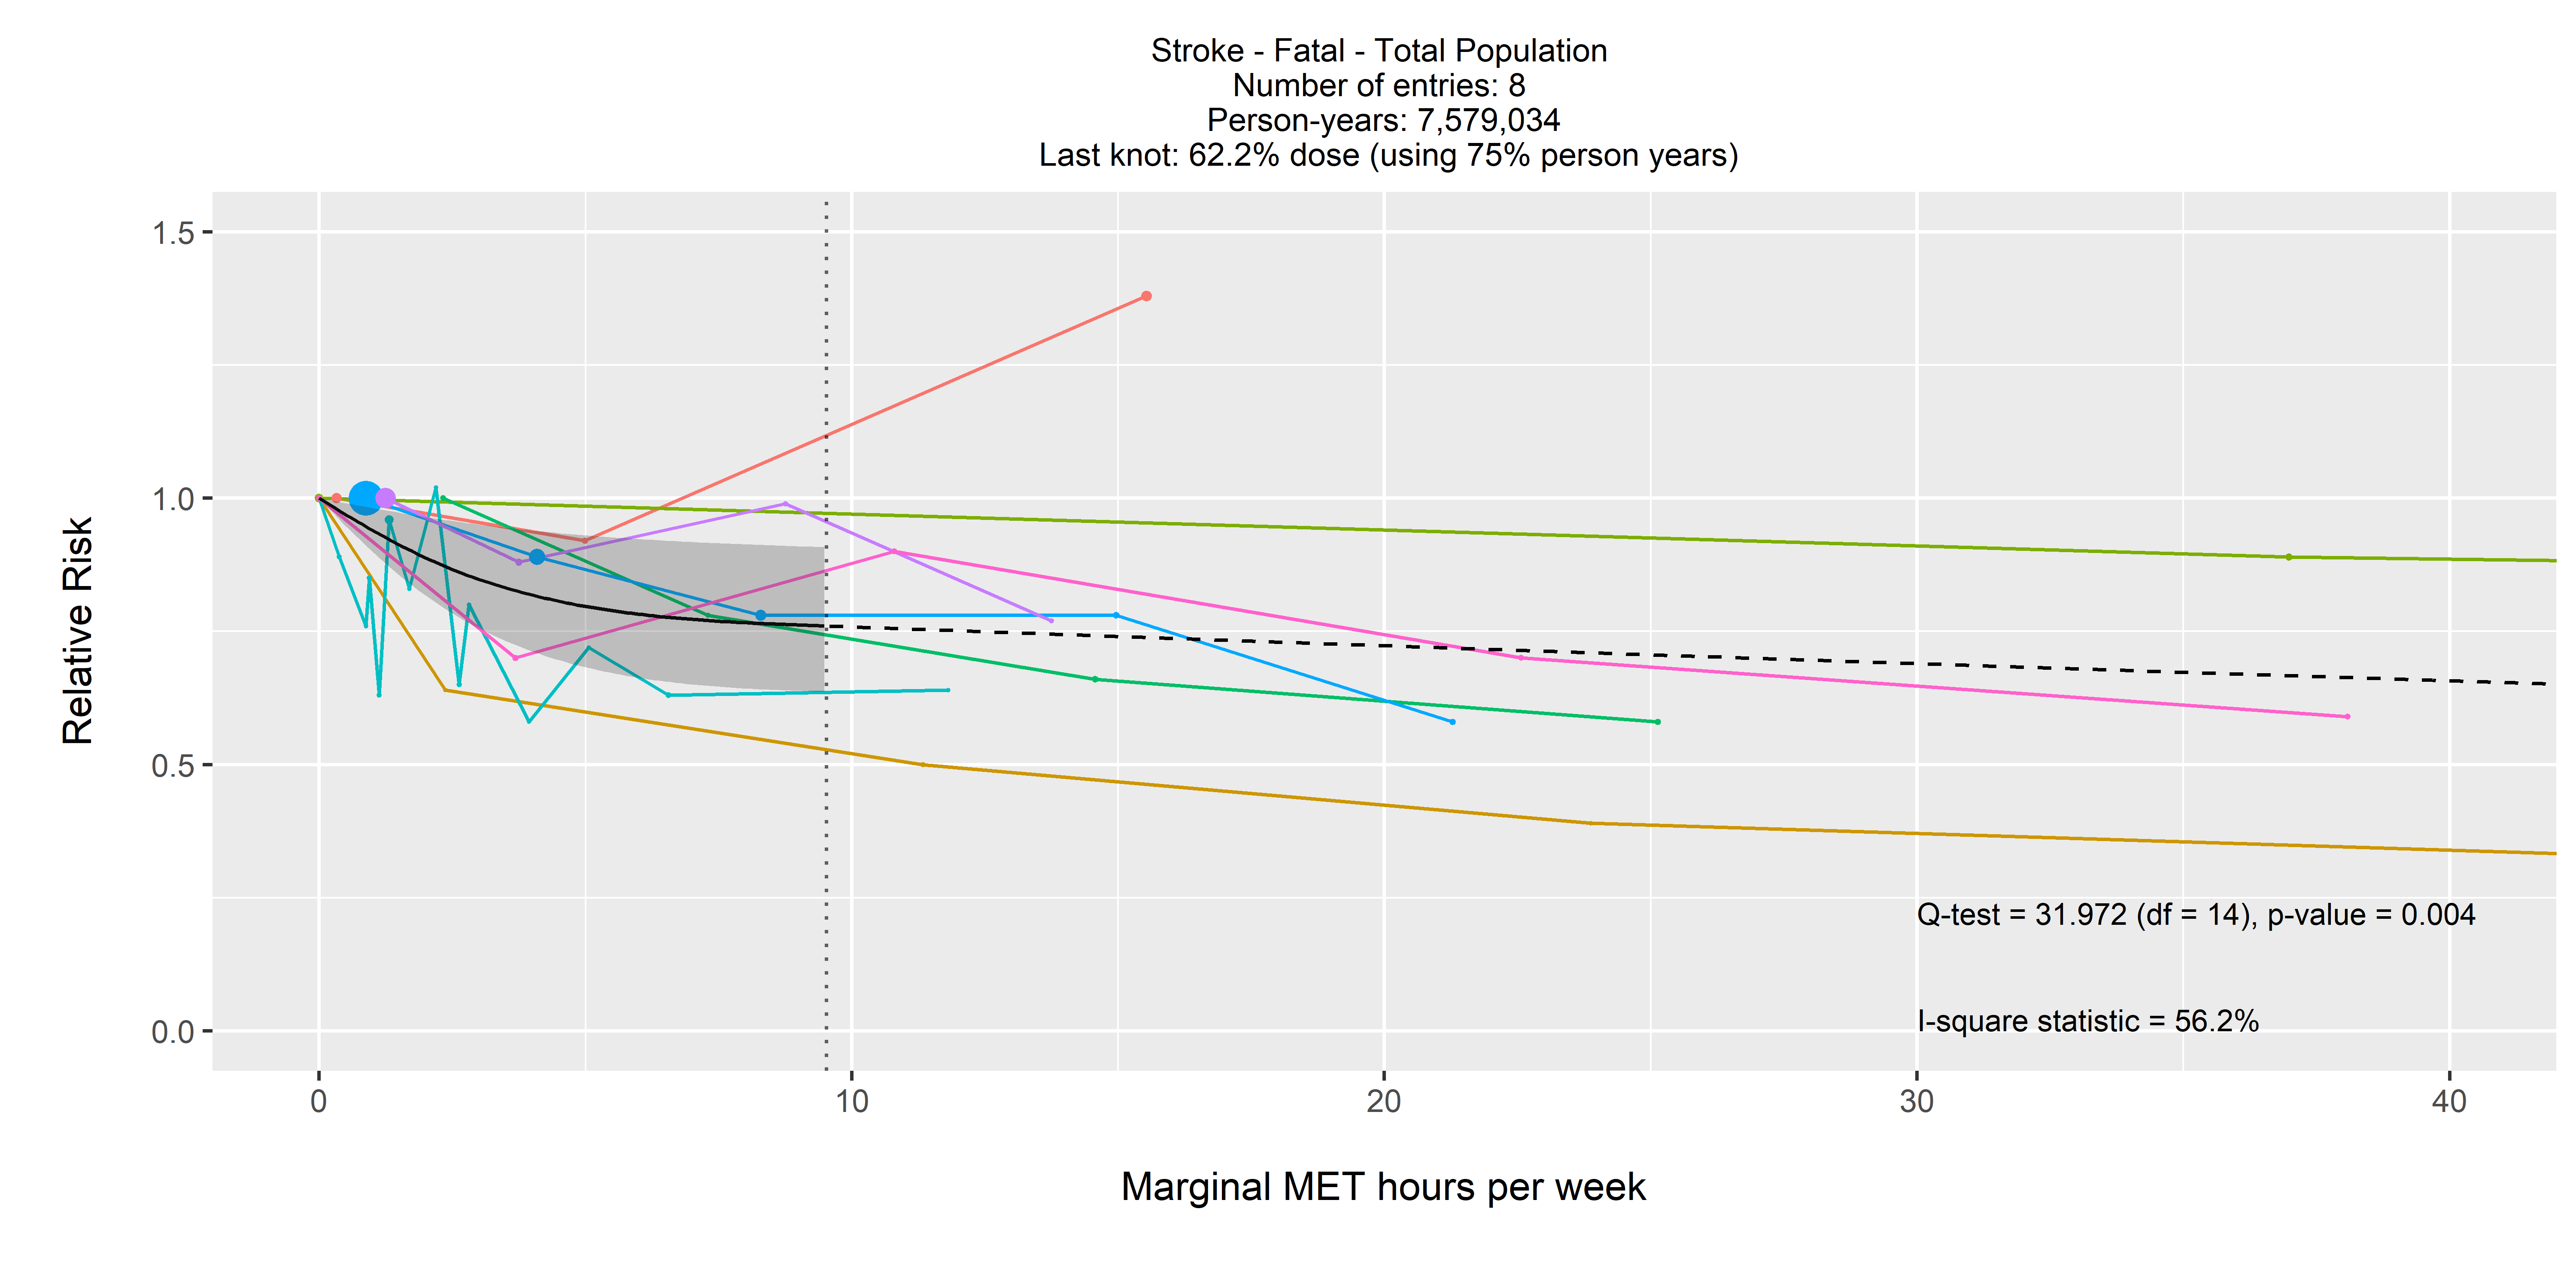 Stroke - Fatal - Total Population
Number of entries: 8
Person-years: 7,579,034
Last knot: 62.2% dose (using 75% person years)
1.5
1.0
0.5
0.0
Relative Risk
Q-test = 31.972 (df = 14), p-value = 0.004
I-square statistic = 56.2%
0 10 20 30 40
Marginal MET hours per week